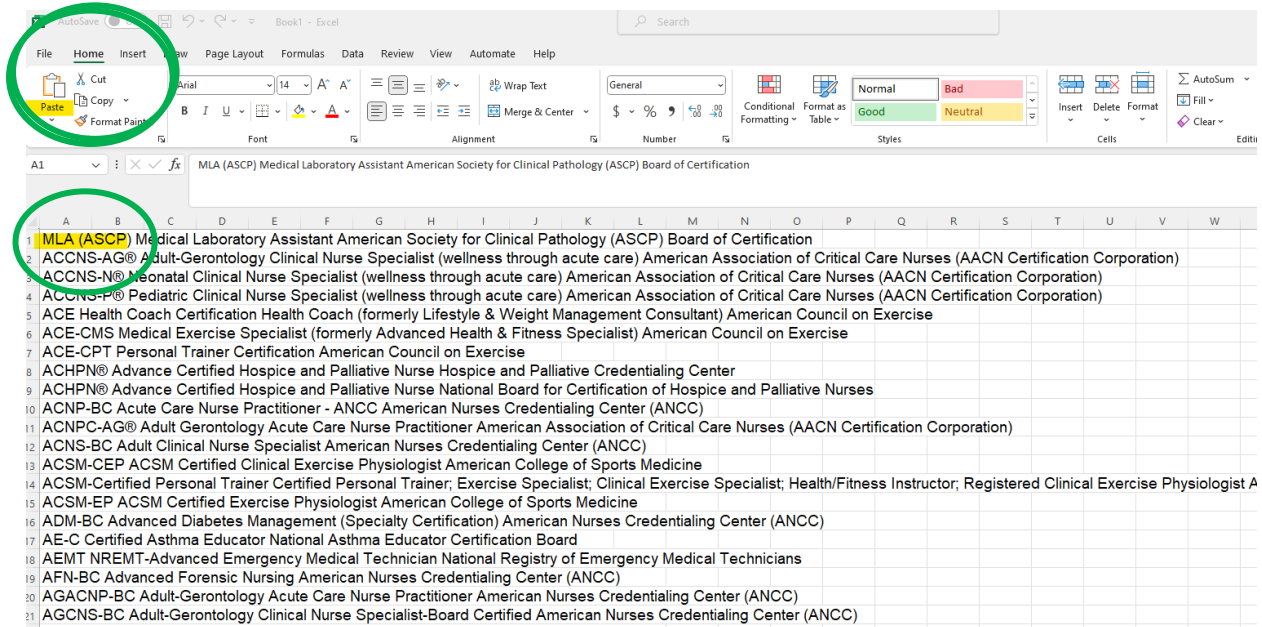 AutoSave Book1 - Excel Search
File Home Insert Draw Page Layout Formulas Data Review View Automate Help
Paste Cut Copy Format Painter
Arial 14 A A
B I U A
ab Wrap Text
Merge & Center
General
$ % 9
Conditional Formatting Format as Table
Normal Bad
Good Neutral
Insert Delete Format
AutoSum
Fill
Clear
Font Alignment Number Styles Cells Editin
A1 fx MLA (ASCP) Medical Laboratory Assistant American Society for Clinical Pathology (ASCP) Board of Certification
A B C D E F G H I J K L M N O P Q R S T U V W
1 MLA (ASCP) Medical Laboratory Assistant American Society for Clinical Pathology (ASCP) Board of Certification
2 ACCNS-AG® Adult-Gerontology Clinical Nurse Specialist (wellness through acute care) American Association of Critical Care Nurses (AACN Certification Corporation)
3 ACCNS-N® Neonatal Clinical Nurse Specialist (wellness through acute care) American Association of Critical Care Nurses (AACN Certification Corporation)
4 ACCNS-P® Pediatric Clinical Nurse Specialist (wellness through acute care) American Association of Critical Care Nurses (AACN Certification Corporation)
5 ACE Health Coach Certification Health Coach (formerly Lifestyle & Weight Management Consultant) American Council on Exercise
6 ACE-CMS Medical Exercise Specialist (formerly Advanced Health & Fitness Specialist) American Council on Exercise
7 ACE-CPT Personal Trainer Certification American Council on Exercise
8 ACHPN® Advance Certified Hospice and Palliative Nurse Hospice and Palliative Credentialing Center
9 ACHPN® Advance Certified Hospice and Palliative Nurse National Board for Certification of Hospice and Palliative Nurses
10 ACNP-BC Acute Care Nurse Practitioner - ANCC American Nurses Credentialing Center (ANCC)
11 ACNPC-AG® Adult Gerontology Acute Care Nurse Practitioner American Association of Critical Care Nurses (AACN Certification Corporation)
12 ACNS-BC Adult Clinical Nurse Specialist American Nurses Credentialing Center (ANCC)
13 ACSM-CEP ACSM Certified Clinical Exercise Physiologist American College of Sports Medicine
14 ACSM-Certified Personal Trainer Certified Personal Trainer; Exercise Specialist; Clinical Exercise Specialist; Health/Fitness Instructor; Registered Clinical Exercise Physiologist A
15 ACSM-EP ACSM Certified Exercise Physiologist American College of Sports Medicine
16 ADM-BC Advanced Diabetes Management (Specialty Certification) American Nurses Credentialing Center (ANCC)
17 AE-C Certified Asthma Educator National Asthma Educator Certification Board
18 AEMT NREMT-Advanced Emergency Medical Technician National Registry of Emergency Medical Technicians
19 AFN-BC Advanced Forensic Nursing American Nurses Credentialing Center (ANCC)
20 AGACNP-BC Adult-Gerontology Acute Care Nurse Practitioner American Nurses Credentialing Center (ANCC)
21 AGCNS-BC Adult-Gerontology Clinical Nurse Specialist-Board Certified American Nurses Credentialing Center (ANCC)